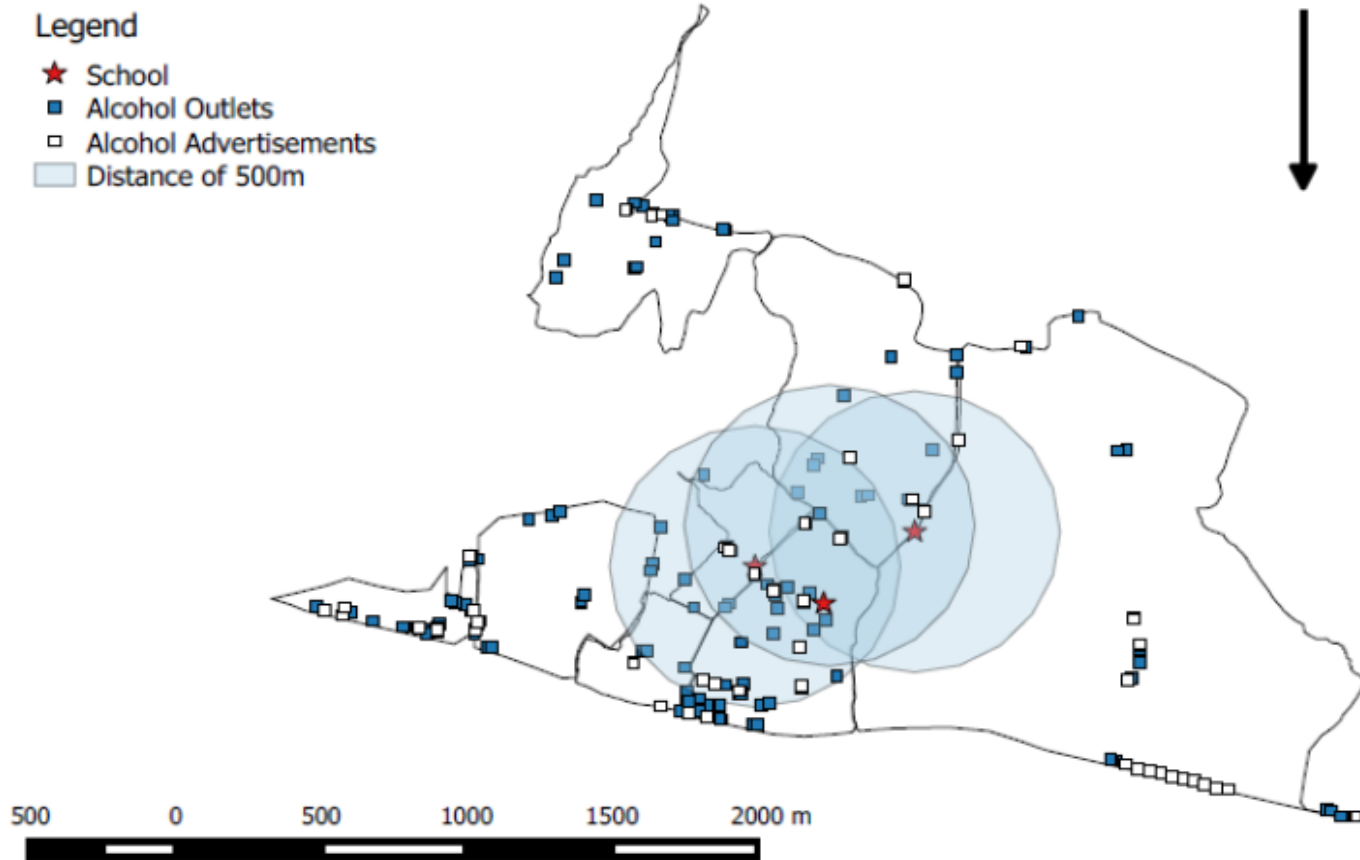 Legend
School
Alcohol Outlets
Alcohol Advertisements
Distance of 500m
500 0 500 1000 1500 2000 m